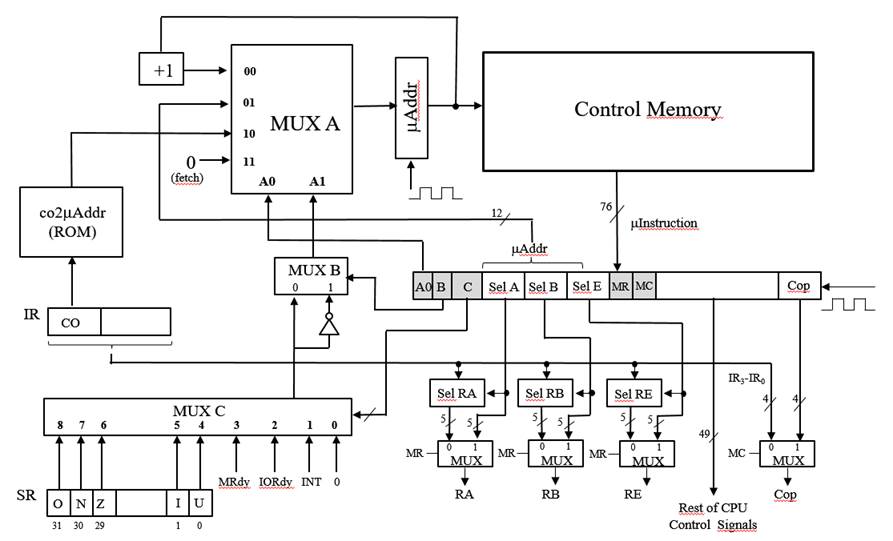 +1
00
01
10
11
MUX A
A0 A1
0
(fetch)
µAddr
Control Memory
co2µAddr
(ROM)
12
76
µInstruction
µAddr
MUX B
0 1
A0 B C Sel A Sel B Sel E MR MC Cop
IR
CO
IR3-IR0
MUX C
8 7 6 5 4 3 2 1 0
Sel RA Sel RB Sel RE
5 5 5 5 5 5
49
4 4
MR 0 1 MUX
MR 0 1 MUX
MR 0 1 MUX
MC 0 1 MUX
MRdy IORdy INT 0
SR
O N Z I U
31 30 29 1 0
RA RB RE
Rest of CPU
Control Signals
Cop